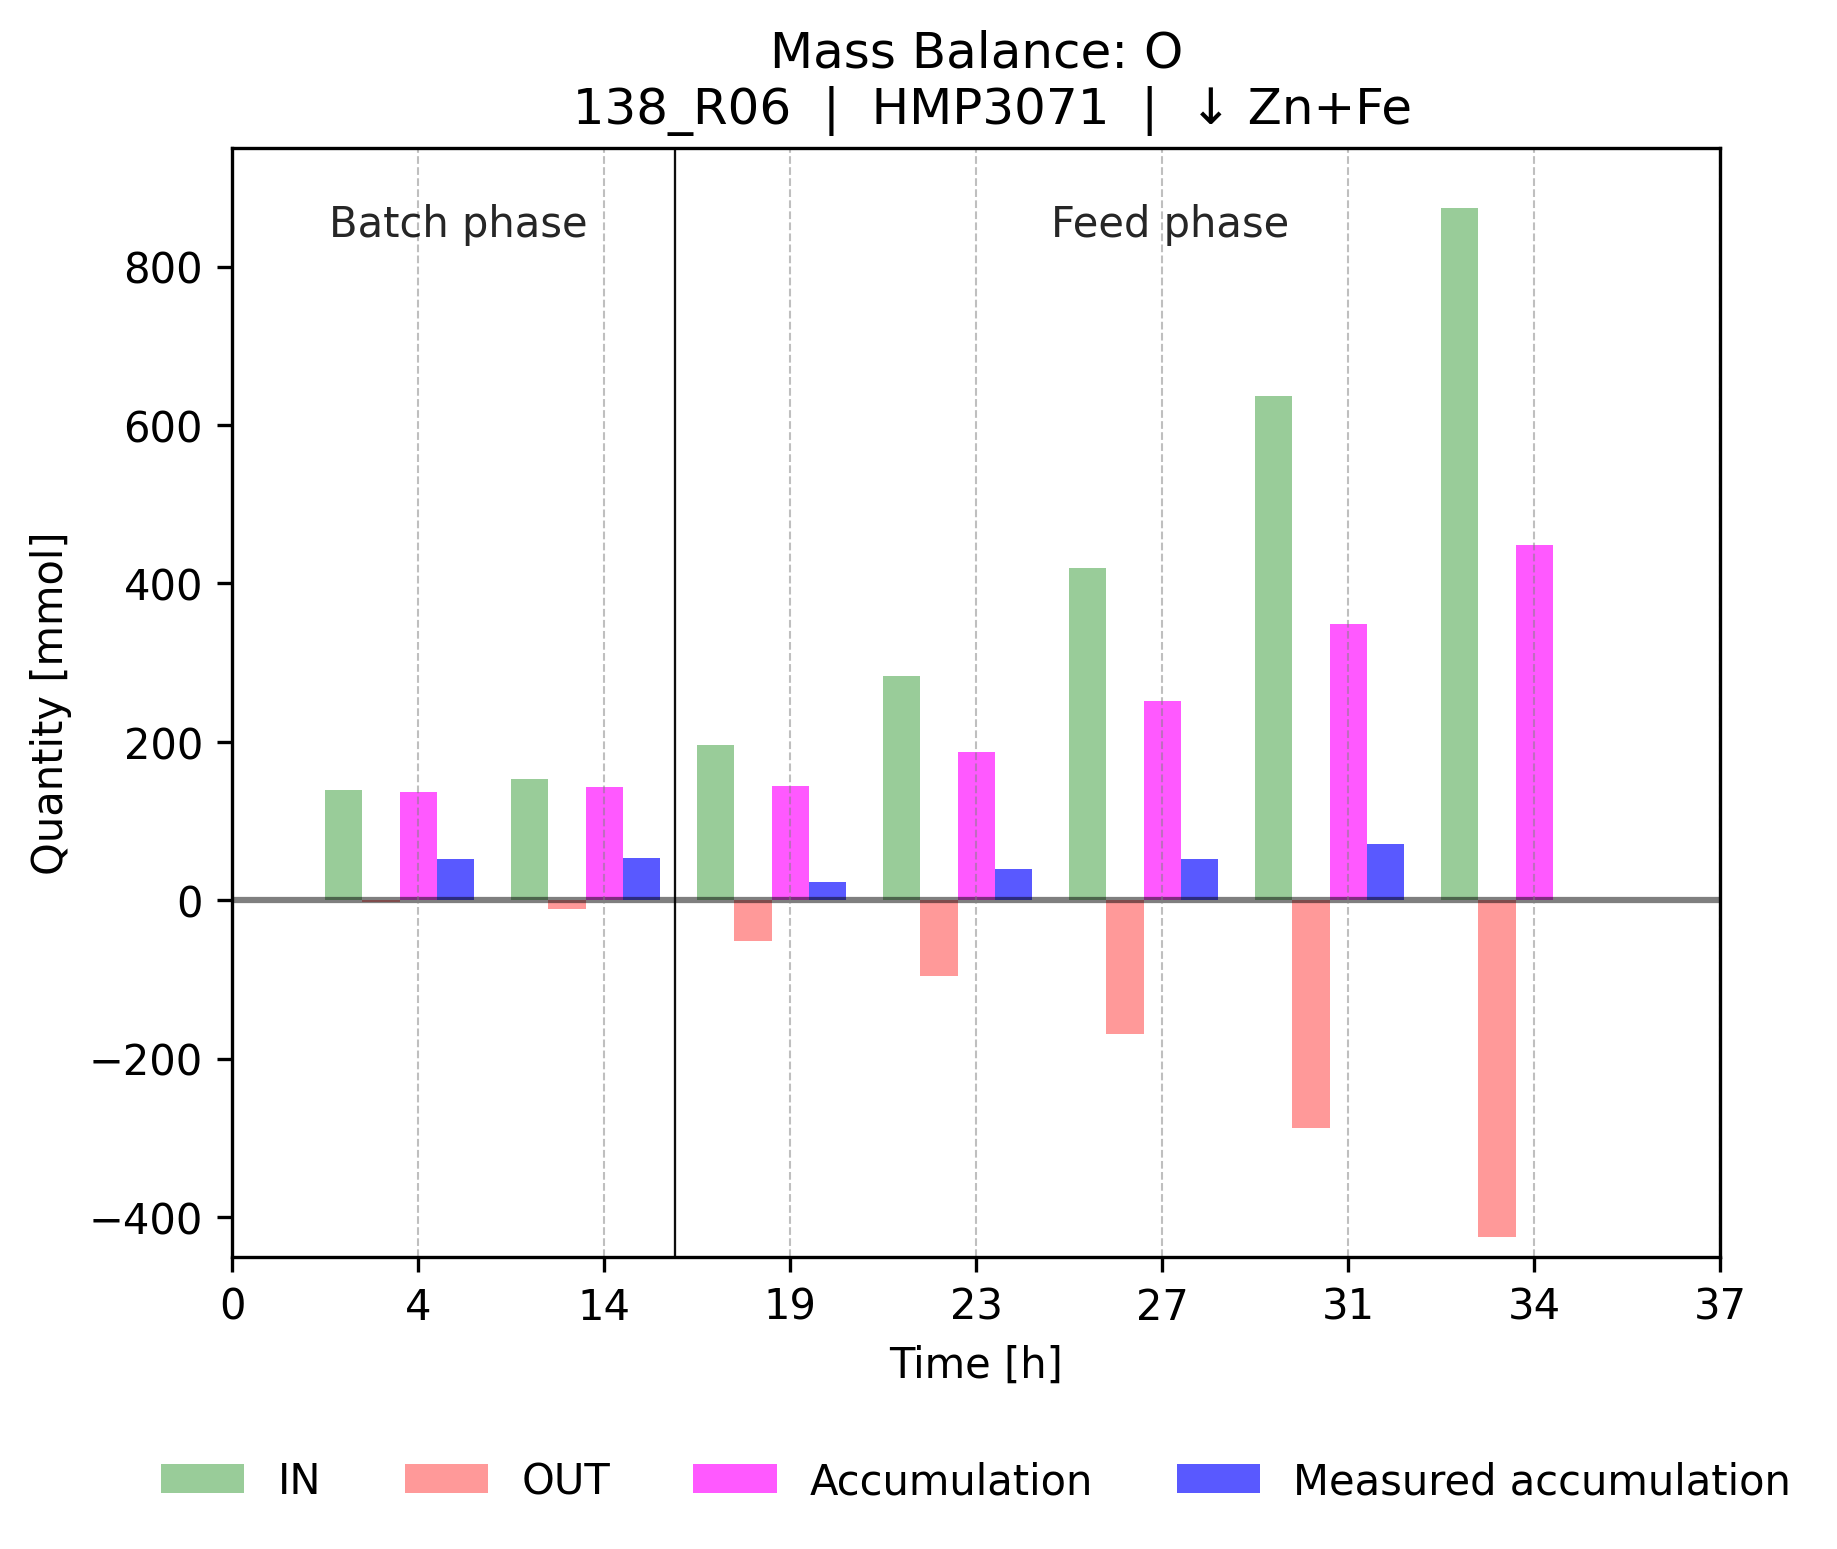 Mass Balance: O
138_R06 | HMP3071 | ↓ Zn+Fe
Batch phase
Feed phase
Quantity [mmol]
800
600
400
200
0
−200
−400
0 4 14 19 23 27 31 34 37
Time [h]
IN OUT Accumulation Measured accumulation